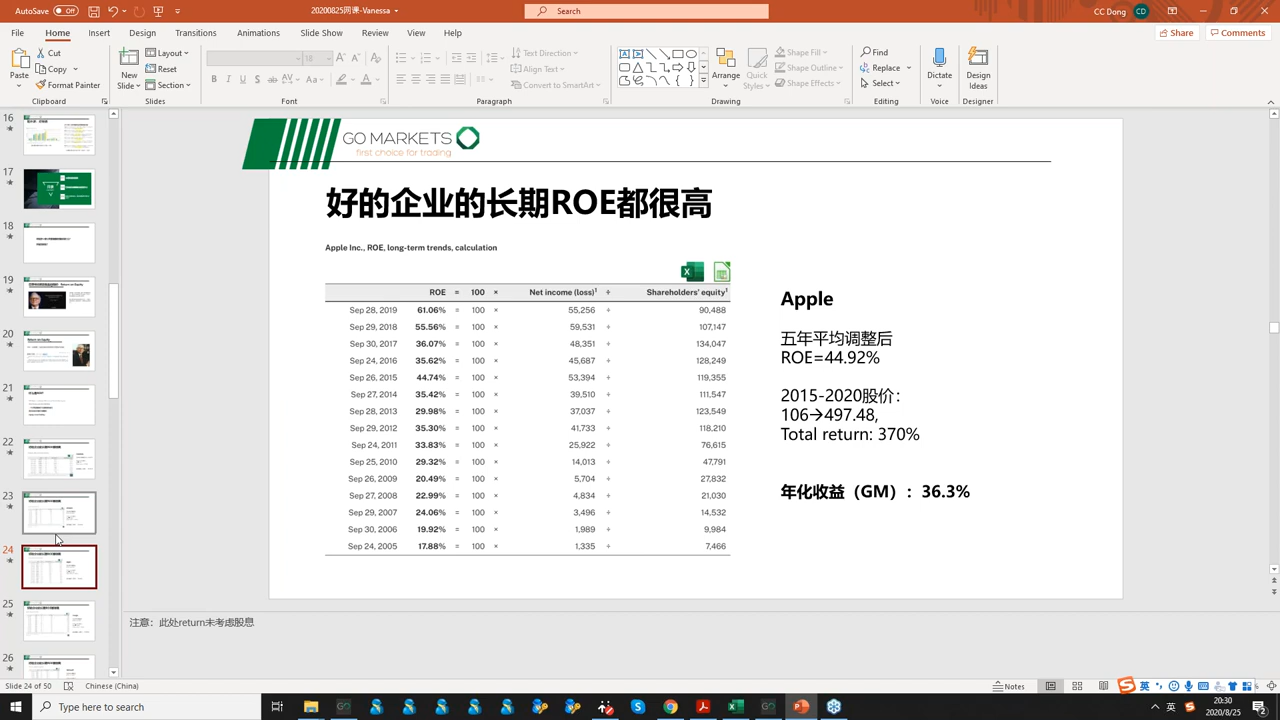 AutoSave Off
20200825网课-Vanessa
Search
CC Dong
CD
File Home Insert Design Transitions Animations Slide Show Review View Help
Share Comments
Paste
Cut
Copy
Format Painter
Clipboard
New
Slide
Layout
Reset
Section
Slides
18
Font
Text Direction
Align Text
Convert to SmartArt
Paragraph
Arrange
Quick
Styles
Shape Fill
Shape Outline
Shape Effects
Drawing
Find
Replace
Select
Editing
Dictate
Voice
Design
Ideas
Designer
16
17
18
19
20
21
22
23
24
25
26
GO MARKETS
first choice for trading
好的企业的长期ROE都很高
Apple Inc., ROE, long-term trends, calculation
ROE = 100 × Net income (loss)¹ ÷ Shareholders' equity¹
Sep 28, 2019 61.06% = 100 × 55,256 ÷ 90,488
Sep 29, 2018 55.56% = 100 × 59,531 ÷ 107,147
Sep 30, 2017 36.07% = 100 × 48,351 ÷ 134,047
Sep 24, 2016 35.62% = 100 × 45,687 ÷ 128,249
Sep 26, 2015 44.74% = 100 × 53,394 ÷ 119,355
Sep 27, 2014 35.42% = 100 × 39,510 ÷ 111,547
Sep 28, 2013 29.98% = 100 × 37,037 ÷ 123,549
Sep 29, 2012 35.30% = 100 × 41,733 ÷ 118,210
Sep 24, 2011 33.83% = 100 × 25,922 ÷ 76,615
Sep 25, 2010 29.32% = 100 × 14,013 ÷ 47,791
Sep 26, 2009 20.49% = 100 × 5,704 ÷ 27,832
Sep 27, 2008 22.99% = 100 × 4,834 ÷ 21,030
Sep 29, 2007 24.06% = 100 × 3,496 ÷ 14,532
Sep 30, 2006 19.92% = 100 × 1,989 ÷ 9,984
Sep 24, 2005 17.88% = 100 × 1,335 ÷ 7,466
Apple
五年平均调整后
ROE=44.92%
2015-2020股价：
106→497.48,
Total return: 370%
年化收益（GM）：36.3%
注意：此处return未考虑股息
Slide 24 of 50
Chinese (China)
Notes
英
Type here to search
20:30
2020/8/25